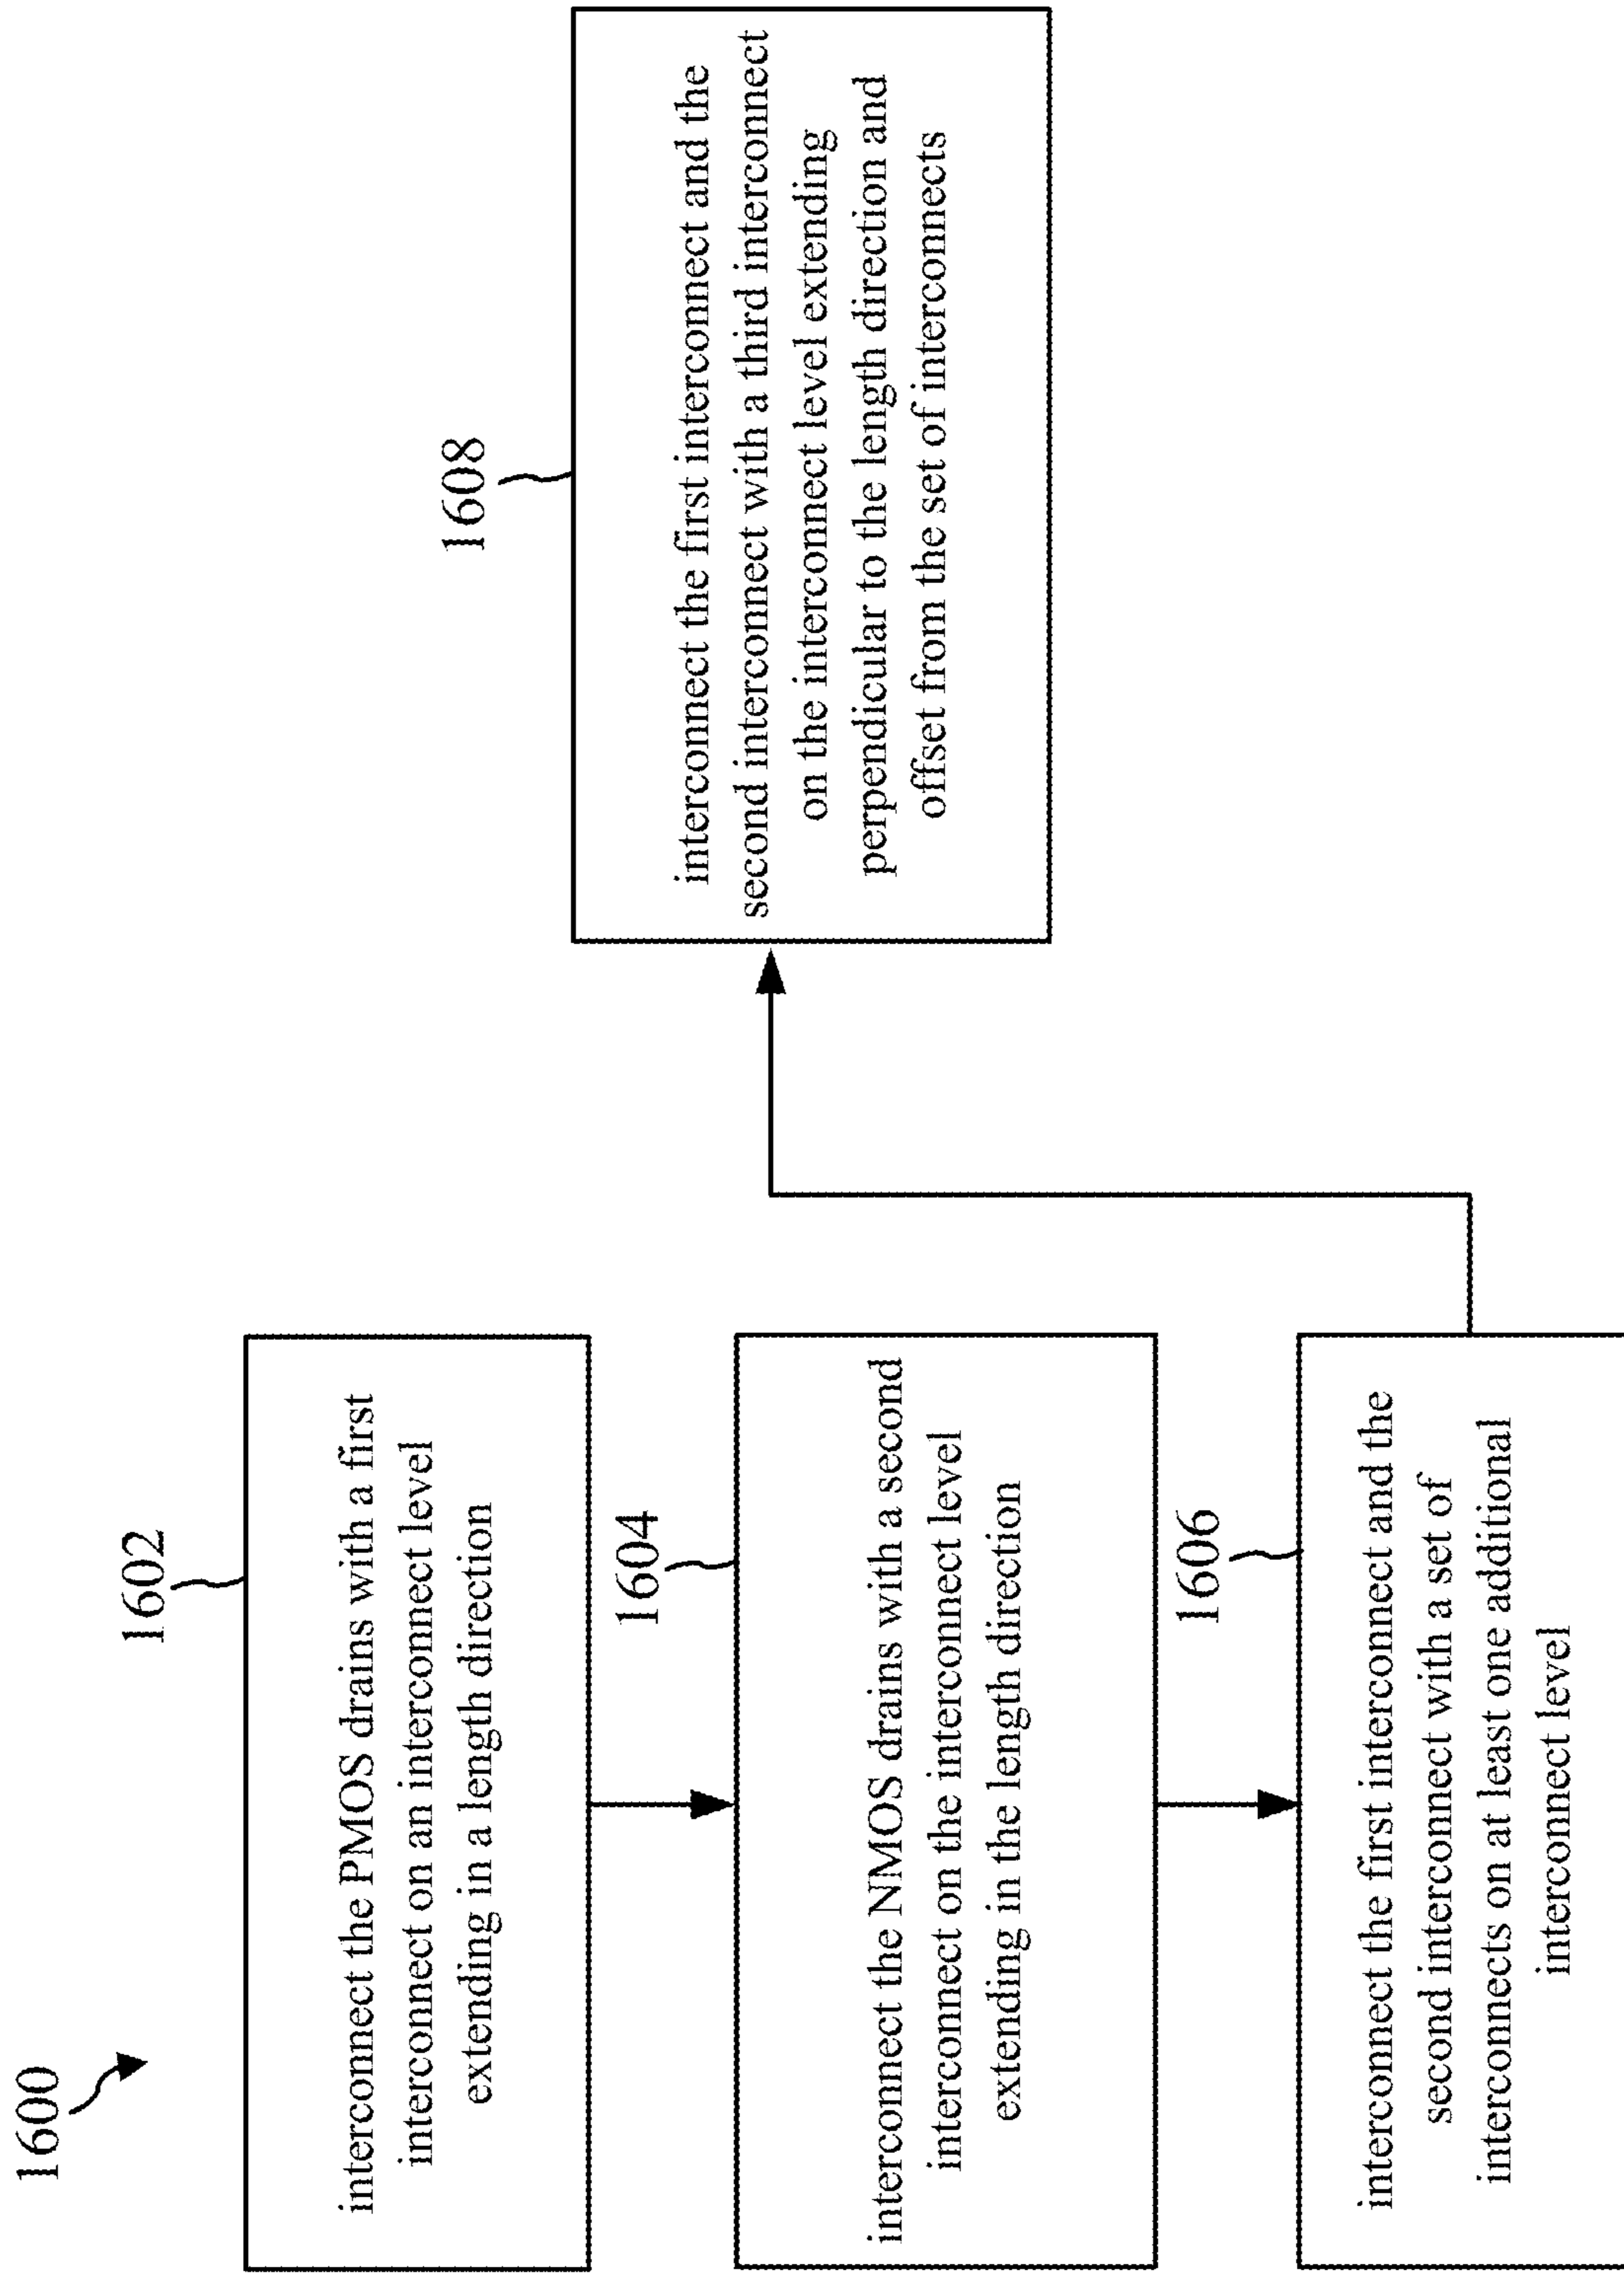 1600
1602
interconnect the PMOS drains with a first
interconnect on an interconnect level
extending in a length direction
1604
interconnect the NMOS drains with a second
interconnect on the interconnect level
extending in the length direction
1606
interconnect the first interconnect and the
second interconnect with a set of
interconnects on at least one additional
interconnect level
1608
interconnect the first interconnect and the
second interconnect with a third interconnect
on the interconnect level extending
perpendicular to the length direction and
offset from the set of interconnects